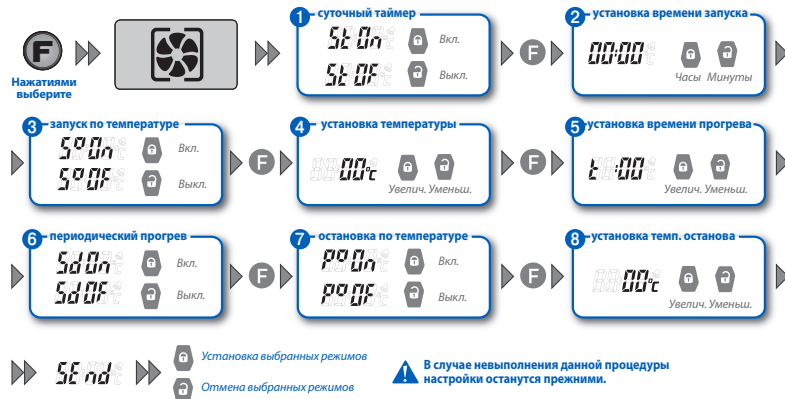 F
Нажатиями
выберите
1 суточный таймер
St On Вкл.
St OF Выкл.
F
2 установка времени запуска
00:00
Часы Минуты
3 запуск по температуре
S° On Вкл.
S° OF Выкл.
F
4 установка температуры
00°c
Увелич. Уменьш.
F
5 установка времени прогрева
t :00
Увелич. Уменьш.
6 периодический прогрев
Sd On Вкл.
Sd OF Выкл.
F
7 остановка по температуре
P° On Вкл.
P° OF Выкл.
F
8 установка темп. останова
00°c
Увелич. Уменьш.
SEnd
Установка выбранных режимов
Отмена выбранных режимов
В случае невыполнения данной процедуры
настройки останутся прежними.